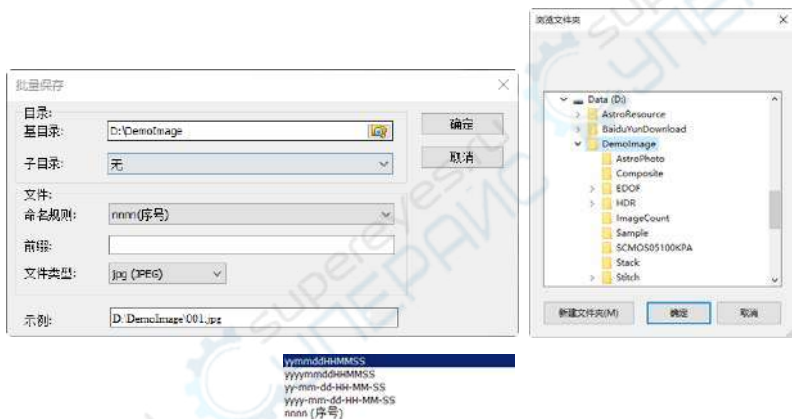 批量保存
目录:
基目录:
D:\DemoImage
确定
子目录:
无
取消
文件:
命名规则:
nnnn(序号)
前缀:
文件类型:
jpg (JPEG)
示例:
D:\DemoImage\001.jpg
浏览文件夹
Data (D:)
AstroResource
BaiduYunDownload
DemoImage
AstroPhoto
Composite
EDOF
HDR
ImageCount
Sample
SCMOS05100KPA
Stack
Stitch
新建文件夹(M)
确定
取消
yymmddHHMMSS
yyyymmddHHMMSS
yy-mm-dd-HH-MM-SS
yyyy-mm-dd-HH-MM-SS
nnnn (序号)
supereyes.ru
СУПЕРАЙС